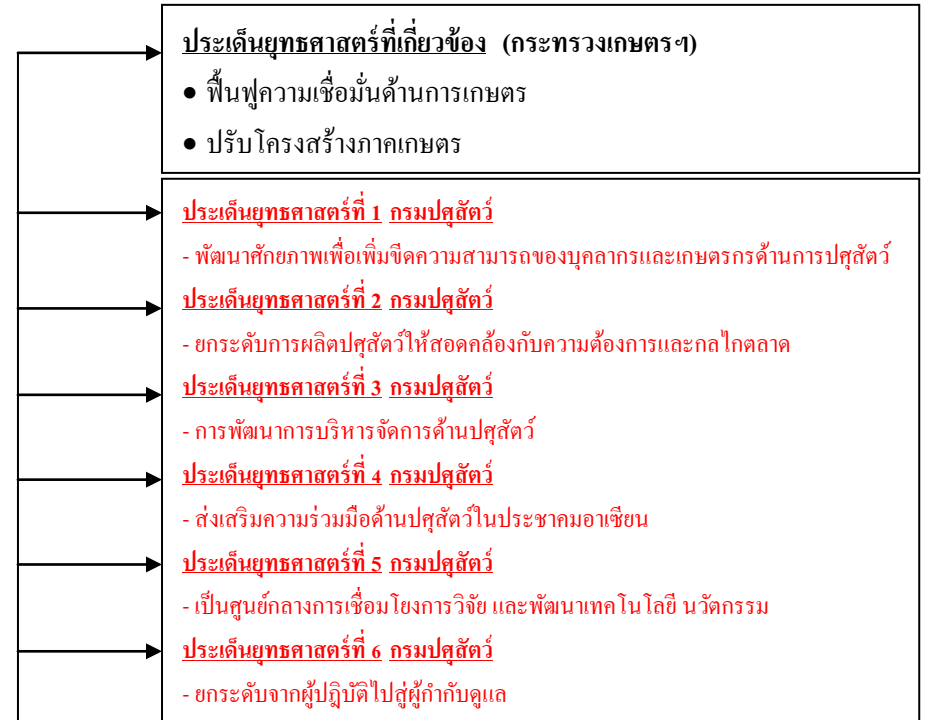 ประเด็นยุทธศาสตร์ที่เกี่ยวข้อง (กระทรวงเกษตรฯ)
● ฟื้นฟูความเชื่อมั่นด้านการเกษตร
● ปรับโครงสร้างภาคเกษตร
ประเด็นยุทธศาสตร์ที่ 1 กรมปศุสัตว์
- พัฒนาศักยภาพเพื่อเพิ่มขีดความสามารถของบุคลากรและเกษตรกรด้านการปศุสัตว์
ประเด็นยุทธศาสตร์ที่ 2 กรมปศุสัตว์
- ยกระดับการผลิตปศุสัตว์ให้สอดคล้องกับความต้องการและกลไกตลาด
ประเด็นยุทธศาสตร์ที่ 3 กรมปศุสัตว์
- การพัฒนาการบริหารจัดการด้านปศุสัตว์
ประเด็นยุทธศาสตร์ที่ 4 กรมปศุสัตว์
- ส่งเสริมความร่วมมือด้านปศุสัตว์ในประชาคมอาเซียน
ประเด็นยุทธศาสตร์ที่ 5 กรมปศุสัตว์
- เป็นศูนย์กลางการเชื่อมโยงการวิจัย และพัฒนาเทคโนโลยี นวัตกรรม
ประเด็นยุทธศาสตร์ที่ 6 กรมปศุสัตว์
- ยกระดับจากผู้ปฏิบัติไปสู่ผู้กำกับดูแล